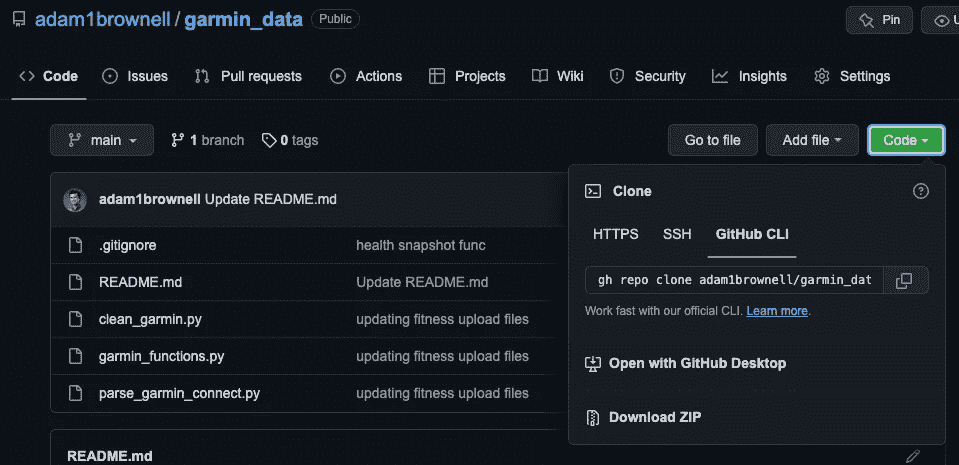 adam1brownell / garmin_data Public Pin
Code Issues Pull requests Actions Projects Wiki Security Insights Settings
main 1 branch 0 tags Go to file Add file Code
adam1brownell Update README.md
.gitignore health snapshot func
README.md Update README.md
clean_garmin.py updating fitness upload files
garmin_functions.py updating fitness upload files
parse_garmin_connect.py updating fitness upload files
README.md
Clone
HTTPS SSH GitHub CLI
gh repo clone adam1brownell/garmin_dat
Work fast with our official CLI. Learn more.
Open with GitHub Desktop
Download ZIP